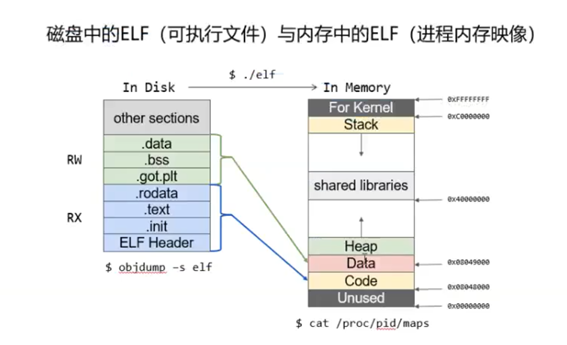 磁盘中的ELF（可执行文件）与内存中的ELF（进程内存映像）
$ ./elf
In Disk
In Memory
other sections
.data
.bss
.got.plt
.rodata
.text
.init
ELF Header
RW
RX
$ objdump -s elf
For Kernel
Stack
shared libraries
Heap
Data
Code
Unused
0xFFFFFFFF
0xC0000000
0x40000000
0x08049000
0x08048000
0x00000000
$ cat /proc/pid/maps